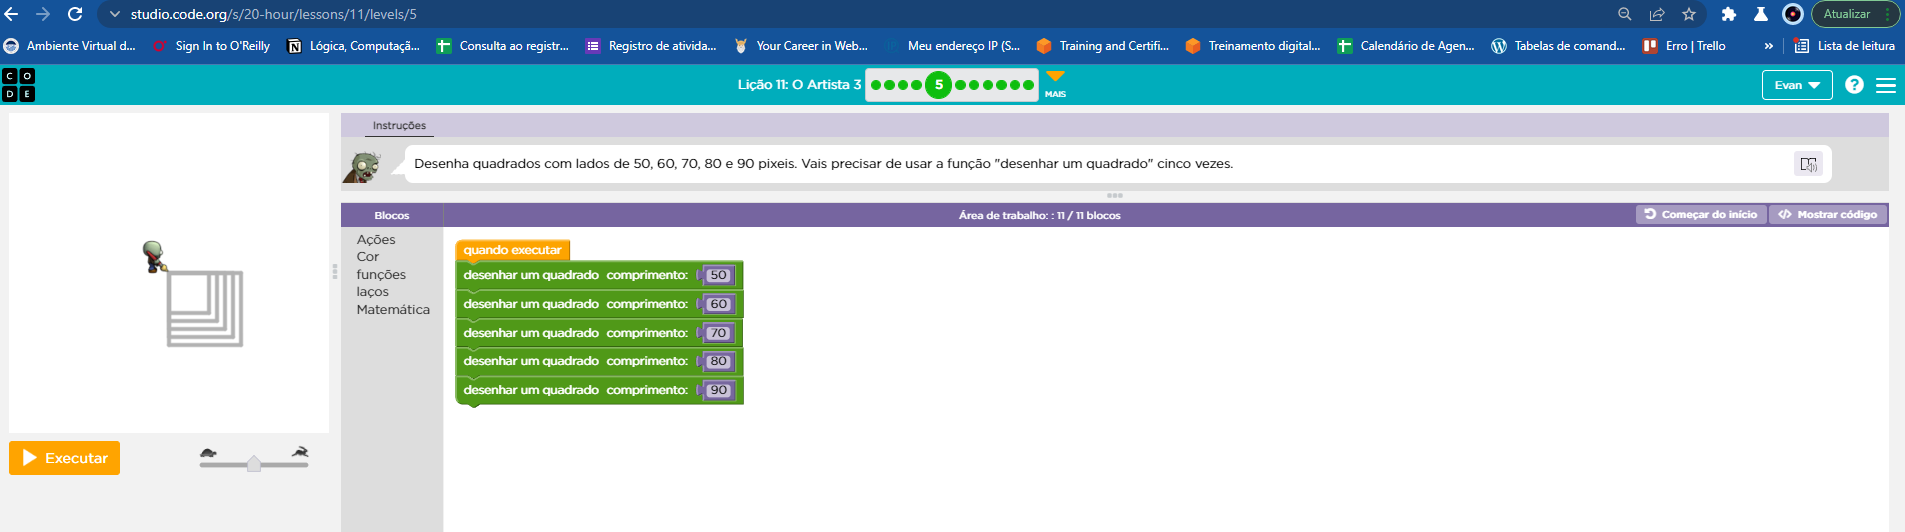 studio.code.org/s/20-hour/lessons/11/levels/5
Atualizar
Ambiente Virtual d...
Sign In to O'Reilly
Lógica, Computaçã...
Consulta ao registr...
Registro de ativida...
Your Career in Web...
Meu endereço IP (S...
Training and Certifi...
Treinamento digital...
Calendário de Agen...
Tabelas de comand...
Erro | Trello
»
Lista de leitura
C O
D E
Lição 11: O Artista 3
5
MAIS
Evan
?
Instruções
Desenha quadrados com lados de 50, 60, 70, 80 e 90 pixeis. Vais precisar de usar a função "desenhar um quadrado" cinco vezes.
Blocos
Área de trabalho: : 11 / 11 blocos
Começar do início
Mostrar código
Ações
Cor
funções
laços
Matemática
quando executar
desenhar um quadrado comprimento: 50
desenhar um quadrado comprimento: 60
desenhar um quadrado comprimento: 70
desenhar um quadrado comprimento: 80
desenhar um quadrado comprimento: 90
Executar